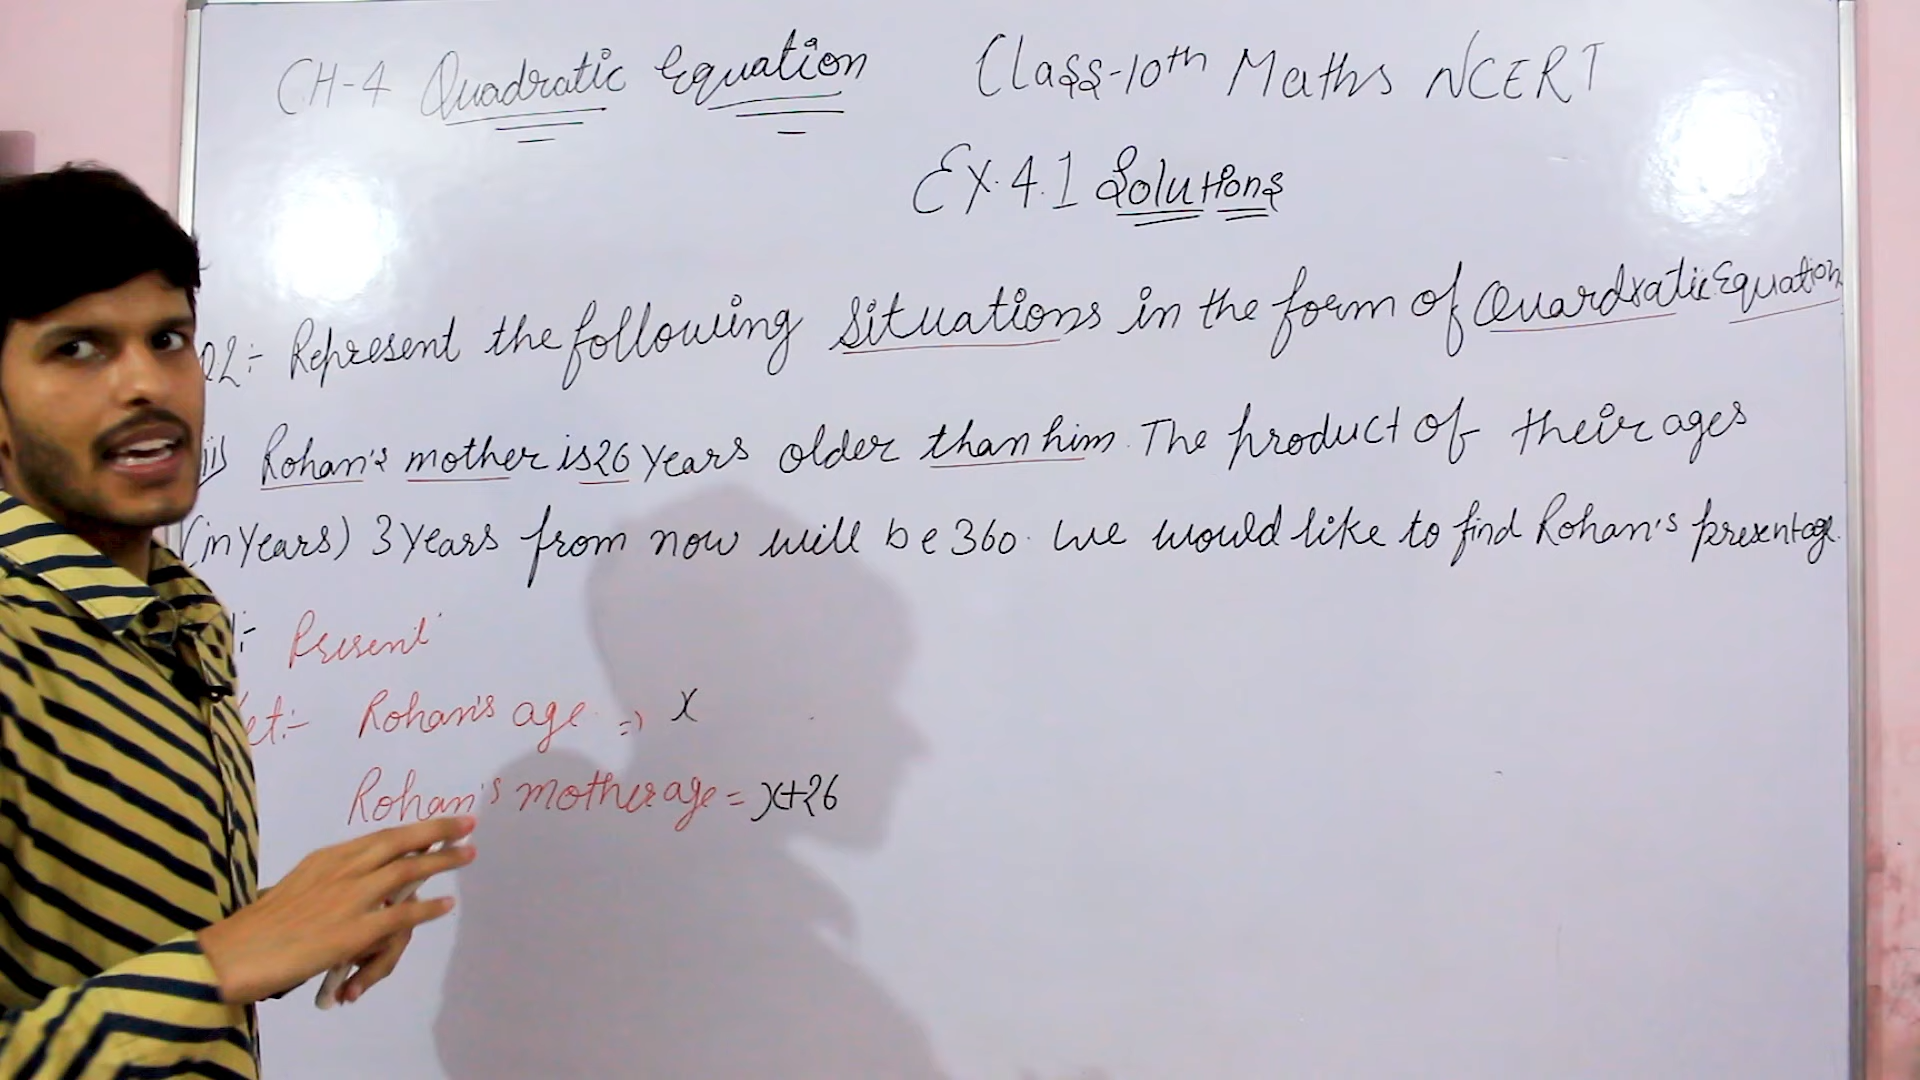 CH-4 Quadratic Equation Class-10th Maths NCERT
EX.4.1 Solutions
Q2:- Represent the following Situations in the form of Quardratic Equation
iii) Rohan's mother is 26 years older than him. The product of their ages
(in years) 3 years from now will be 360. We would like to find Rohan's present age.
:- Present
Let:- Rohan's age => x
Rohan's mother age = x+26